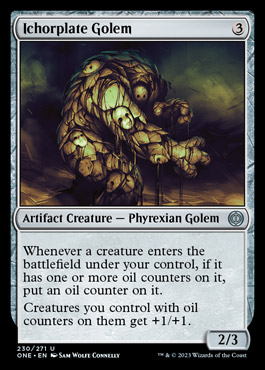 Ichorplate Golem 3
Artifact Creature — Phyrexian Golem
Whenever a creature enters the
battlefield under your control, if it
has one or more oil counters on it,
put an oil counter on it.
Creatures you control with oil
counters on them get +1/+1.
2/3
230/271 U
ONE • EN SAM WOLFE CONNELLY
™ & © 2023 Wizards of the Coast